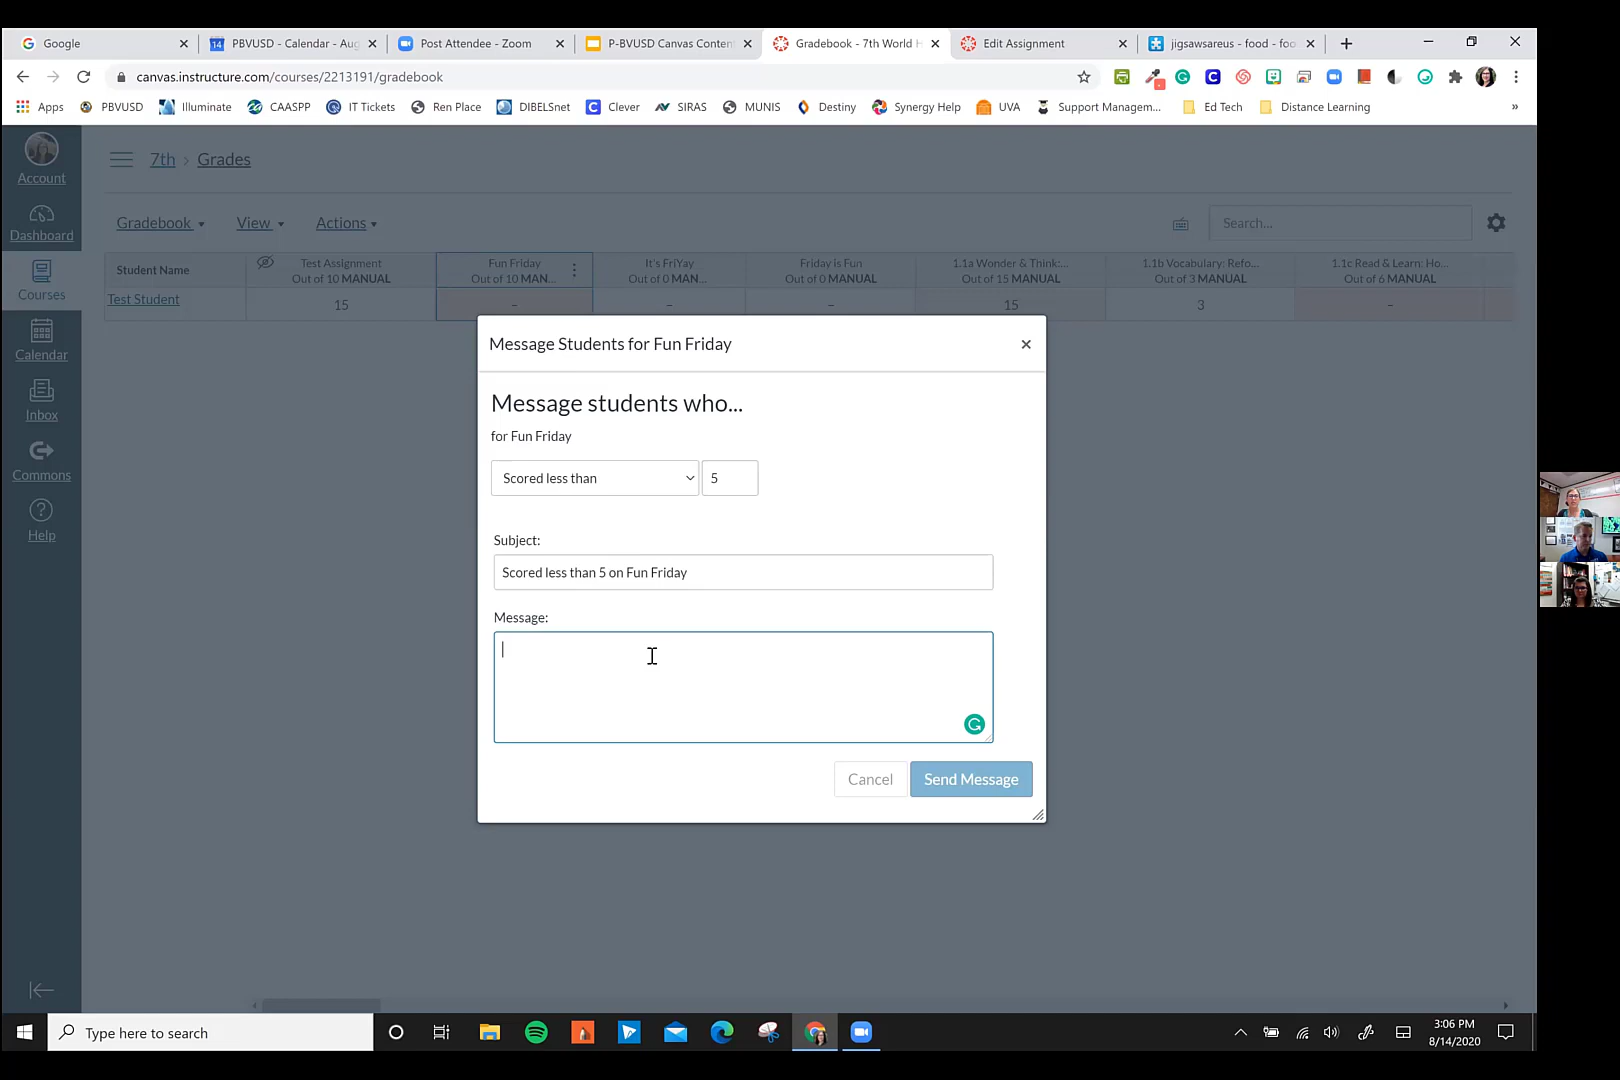 Google
PBVUSD - Calendar - Aug
Post Attendee - Zoom
P-BVUSD Canvas Conten
Gradebook - 7th World H
Edit Assignment
jigsawsareus - food - foo
canvas.instructure.com/courses/2213191/gradebook
Apps
PBVUSD
Illuminate
CAASPP
IT Tickets
Ren Place
DIBELSnet
Clever
SIRAS
MUNIS
Destiny
Synergy Help
UVA
Support Managem...
Ed Tech
Distance Learning
»
Account
Dashboard
Courses
Calendar
Inbox
Commons
Help
7th › Grades
Gradebook
View
Actions
Search...
Student Name
Test Assignment
Out of 10 MANUAL
Fun Friday
Out of 10 MAN...
It's FriYay
Out of 0 MAN...
Friday is Fun
Out of 0 MANUAL
1.1a Wonder & Think:...
Out of 15 MANUAL
1.1b Vocabulary: Refo...
Out of 3 MANUAL
1.1c Read & Learn: Ho...
Out of 6 MANUAL
Test Student
15
–
–
–
15
3
–
Message Students for Fun Friday
Message students who...
for Fun Friday
Scored less than
5
Subject:
Scored less than 5 on Fun Friday
Message:
Cancel
Send Message
Type here to search
3:06 PM
8/14/2020